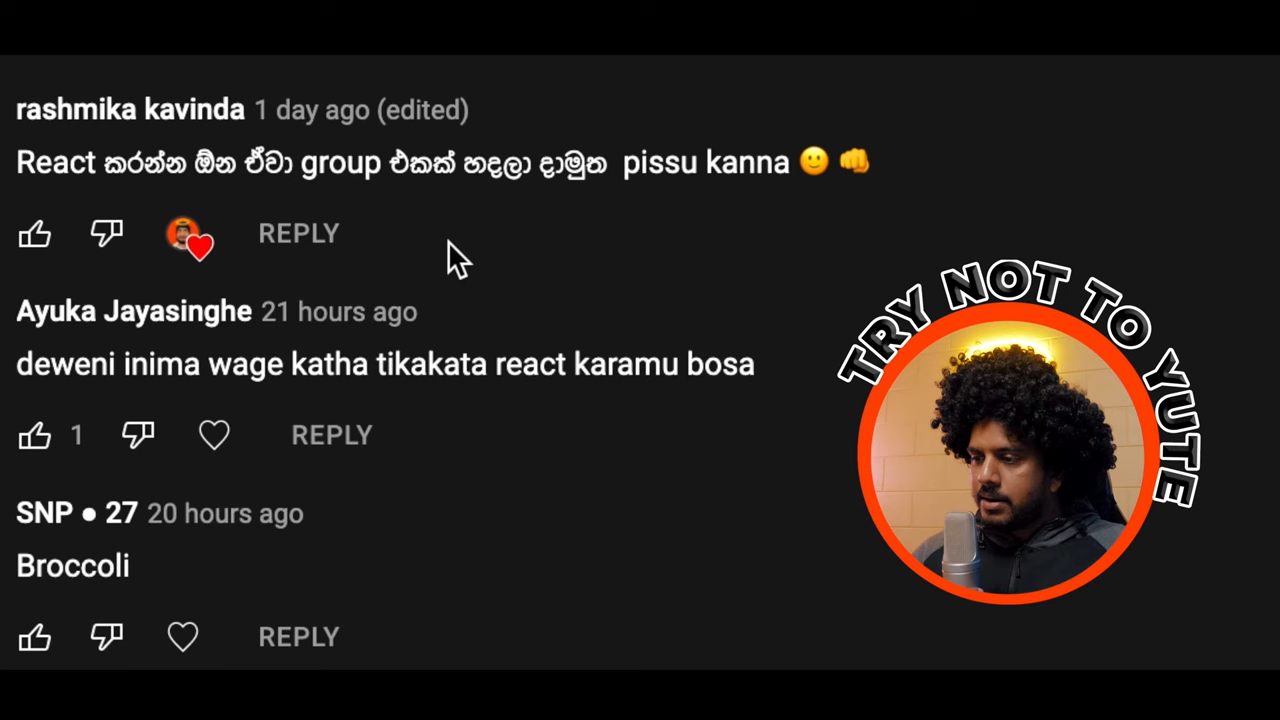 rashmika kavinda 1 day ago (edited)
React කරන්න ඕන ඒවා group එකක් හදලා දාමුත pissu kanna 🙂 👊
REPLY
Ayuka Jayasinghe 21 hours ago
deweni inima wage katha tikakata react karamu bosa
1 REPLY
SNP ● 27 20 hours ago
Broccoli
REPLY
TRY NOT TO YUTE